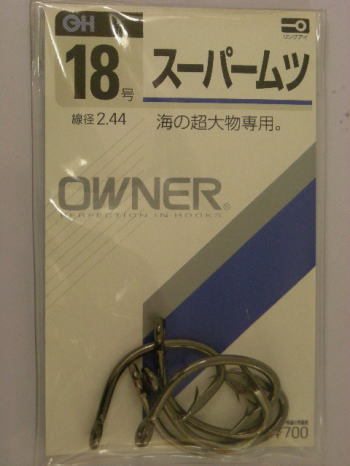 OH
リングアイ
18号
スーパームツ
線径 2.44
海の超大物専用。
OWNER®
PERFECTION IN HOOKS
¥700